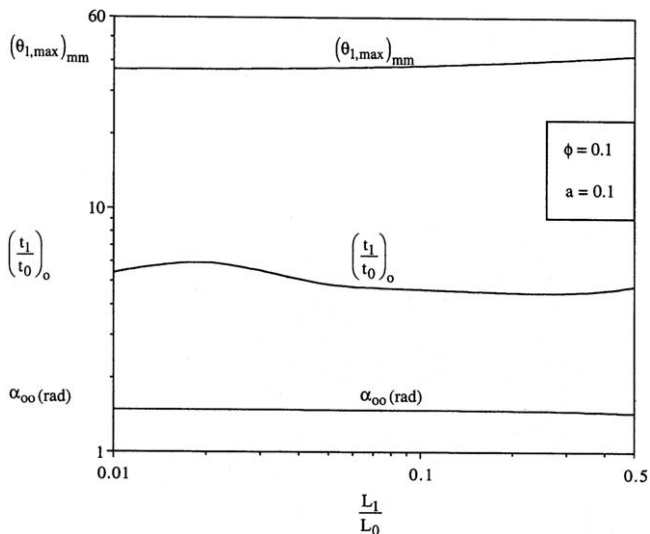 60
(θ1,max)mm
(θ1,max)mm
φ = 0.1
a = 0.1
10
(t1/t0)o
(t1/t0)o
αoo(rad)
αoo(rad)
1
0.01
0.1
0.5
L1
L0